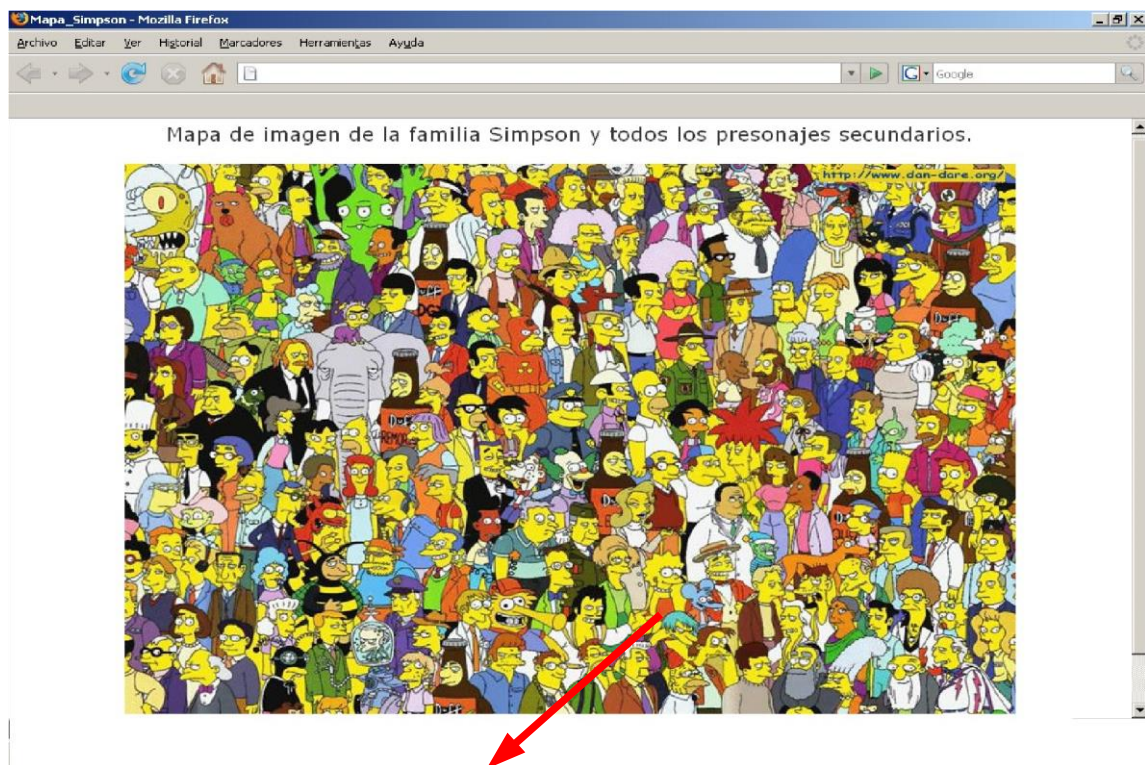 Mapa_Simpson - Mozilla Firefox
Archivo Editar Ver Historial Marcadores Herramientas Ayuda
Google
Mapa de imagen de la familia Simpson y todos los presonajes secundarios.
http://www.dan-dare.org/